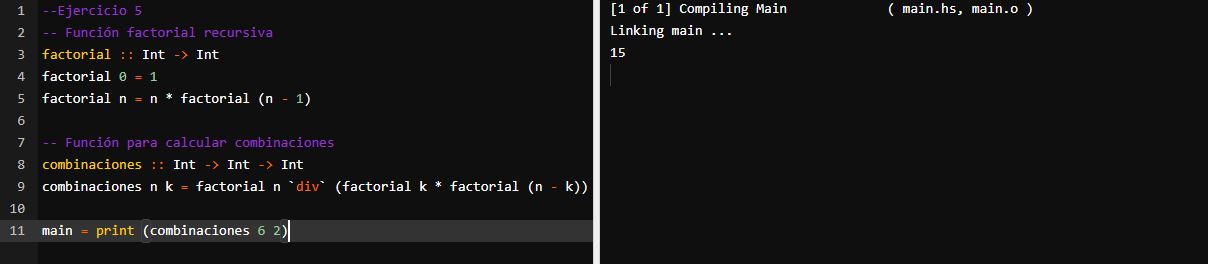 1 --Ejercicio 5
2 -- Función factorial recursiva
3 factorial :: Int -> Int
4 factorial 0 = 1
5 factorial n = n * factorial (n - 1)
6
7 -- Función para calcular combinaciones
8 combinaciones :: Int -> Int -> Int
9 combinaciones n k = factorial n `div` (factorial k * factorial (n - k))
10
11 main = print (combinaciones 6 2)
[1 of 1] Compiling Main             ( main.hs, main.o )
Linking main ...
15